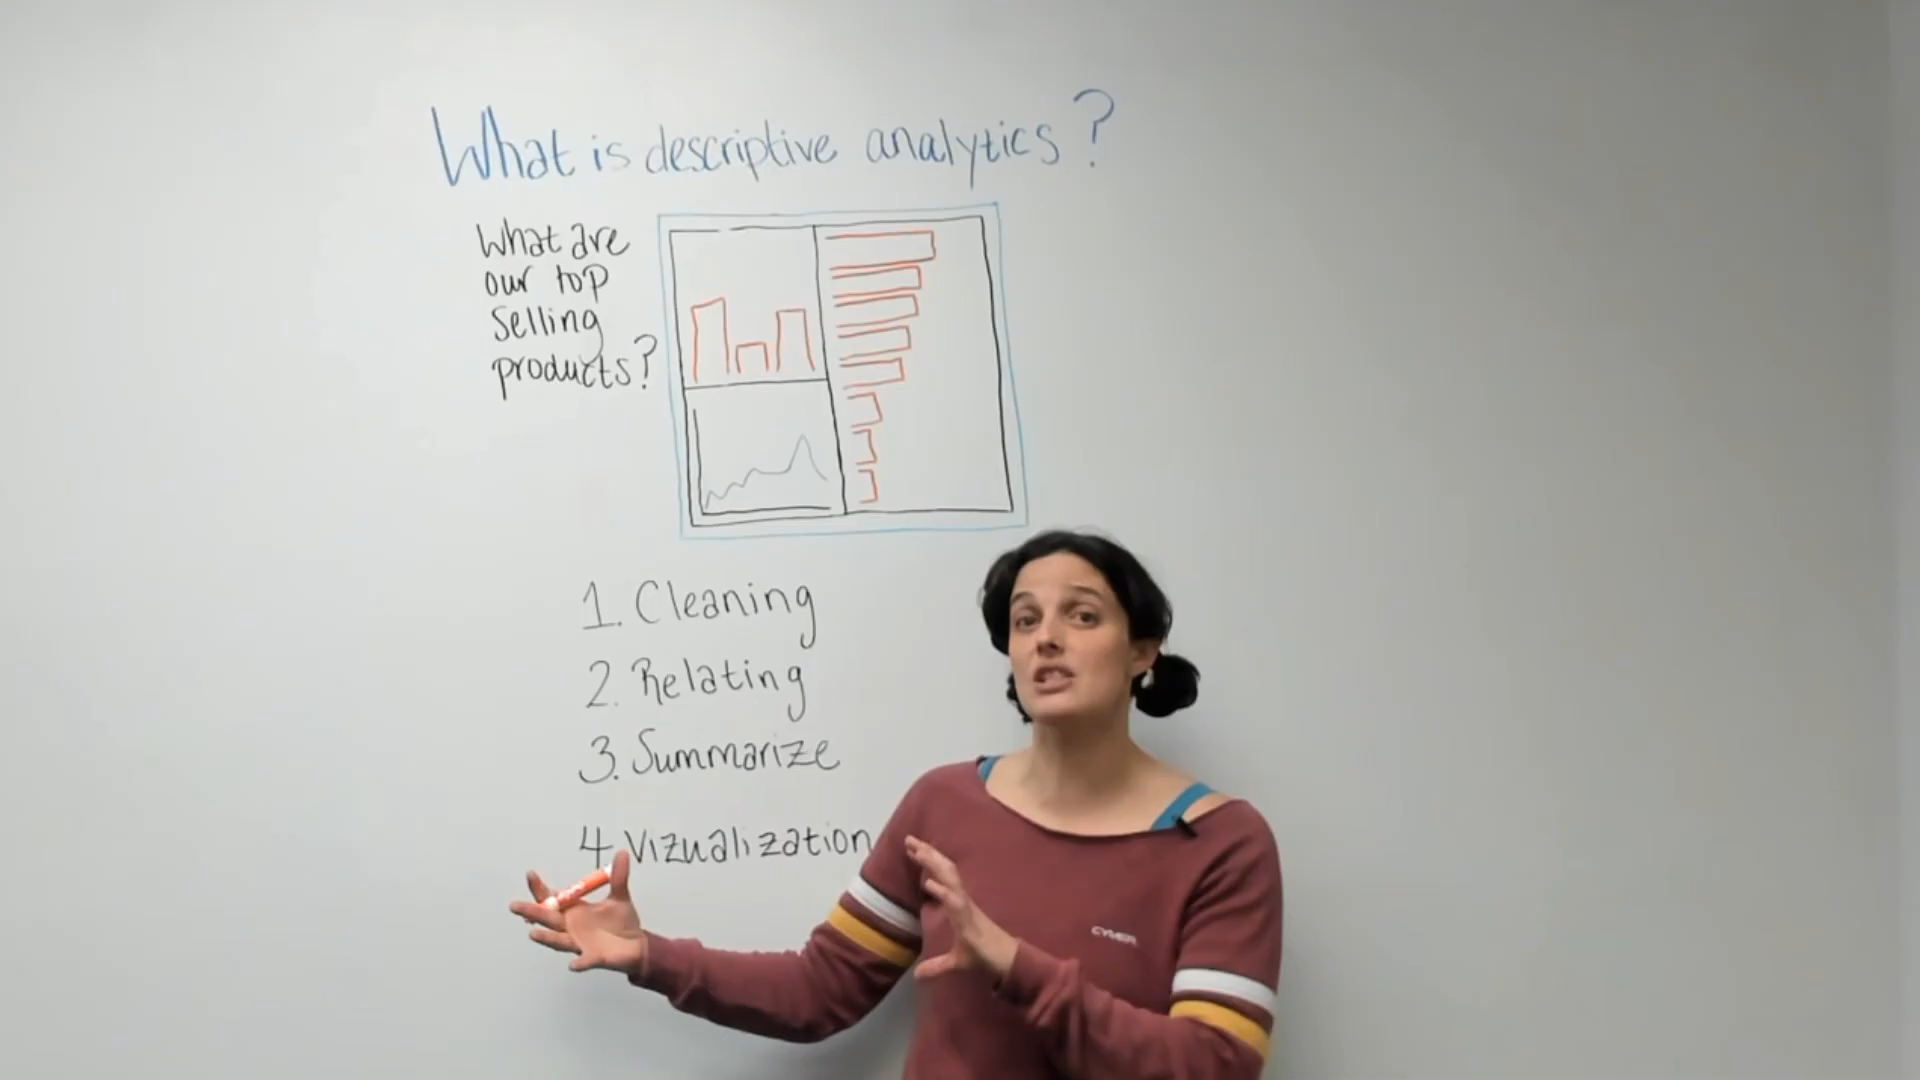 What is descriptive analytics?
What are
our top
selling
products?
1. Cleaning
2. Relating
3. Summarize
4. Vizualization